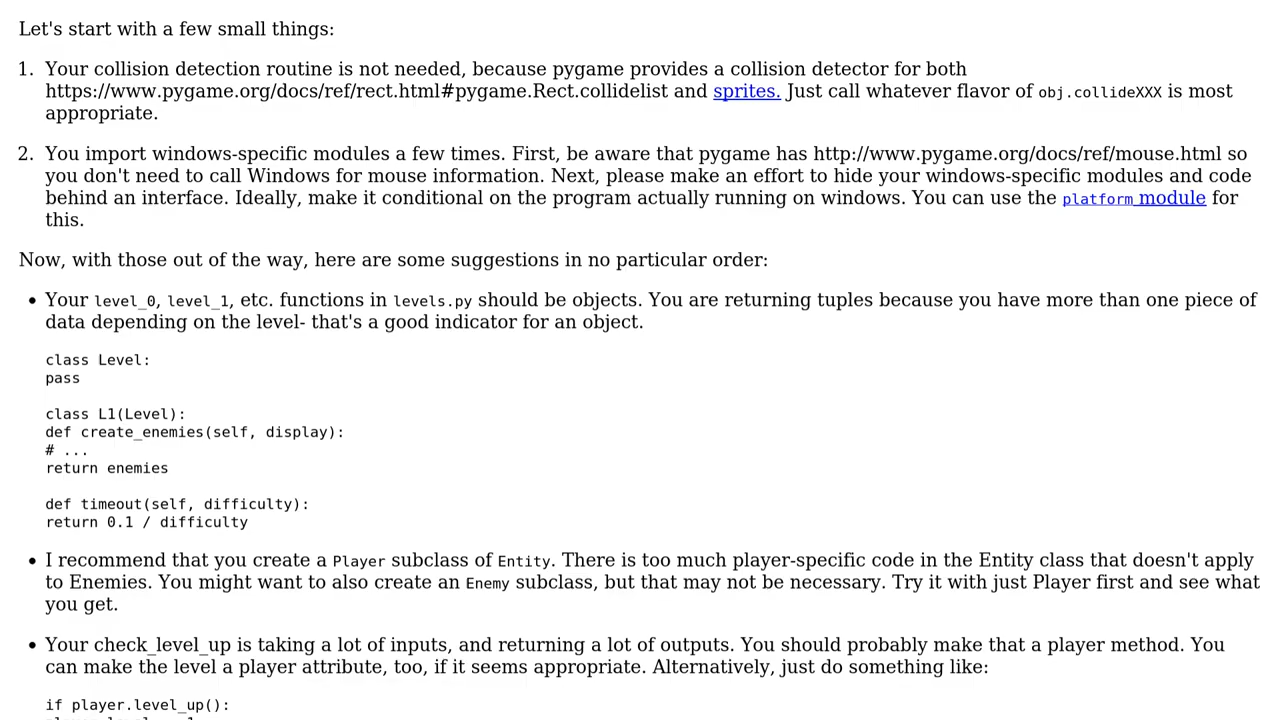 Let's start with a few small things:
1. Your collision detection routine is not needed, because pygame provides a collision detector for both
https://www.pygame.org/docs/ref/rect.html#pygame.Rect.collidelist and sprites. Just call whatever flavor of obj.collideXXX is most
appropriate.
2. You import windows-specific modules a few times. First, be aware that pygame has http://www.pygame.org/docs/ref/mouse.html so
you don't need to call Windows for mouse information. Next, please make an effort to hide your windows-specific modules and code
behind an interface. Ideally, make it conditional on the program actually running on windows. You can use the platform module for
this.
Now, with those out of the way, here are some suggestions in no particular order:
• Your level_0, level_1, etc. functions in levels.py should be objects. You are returning tuples because you have more than one piece of
data depending on the level- that's a good indicator for an object.
class Level:
pass
class L1(Level):
def create_enemies(self, display):
# ...
return enemies
def timeout(self, difficulty):
return 0.1 / difficulty
• I recommend that you create a Player subclass of Entity. There is too much player-specific code in the Entity class that doesn't apply
to Enemies. You might want to also create an Enemy subclass, but that may not be necessary. Try it with just Player first and see what
you get.
• Your check_level_up is taking a lot of inputs, and returning a lot of outputs. You should probably make that a player method. You
can make the level a player attribute, too, if it seems appropriate. Alternatively, just do something like:
if player.level_up():